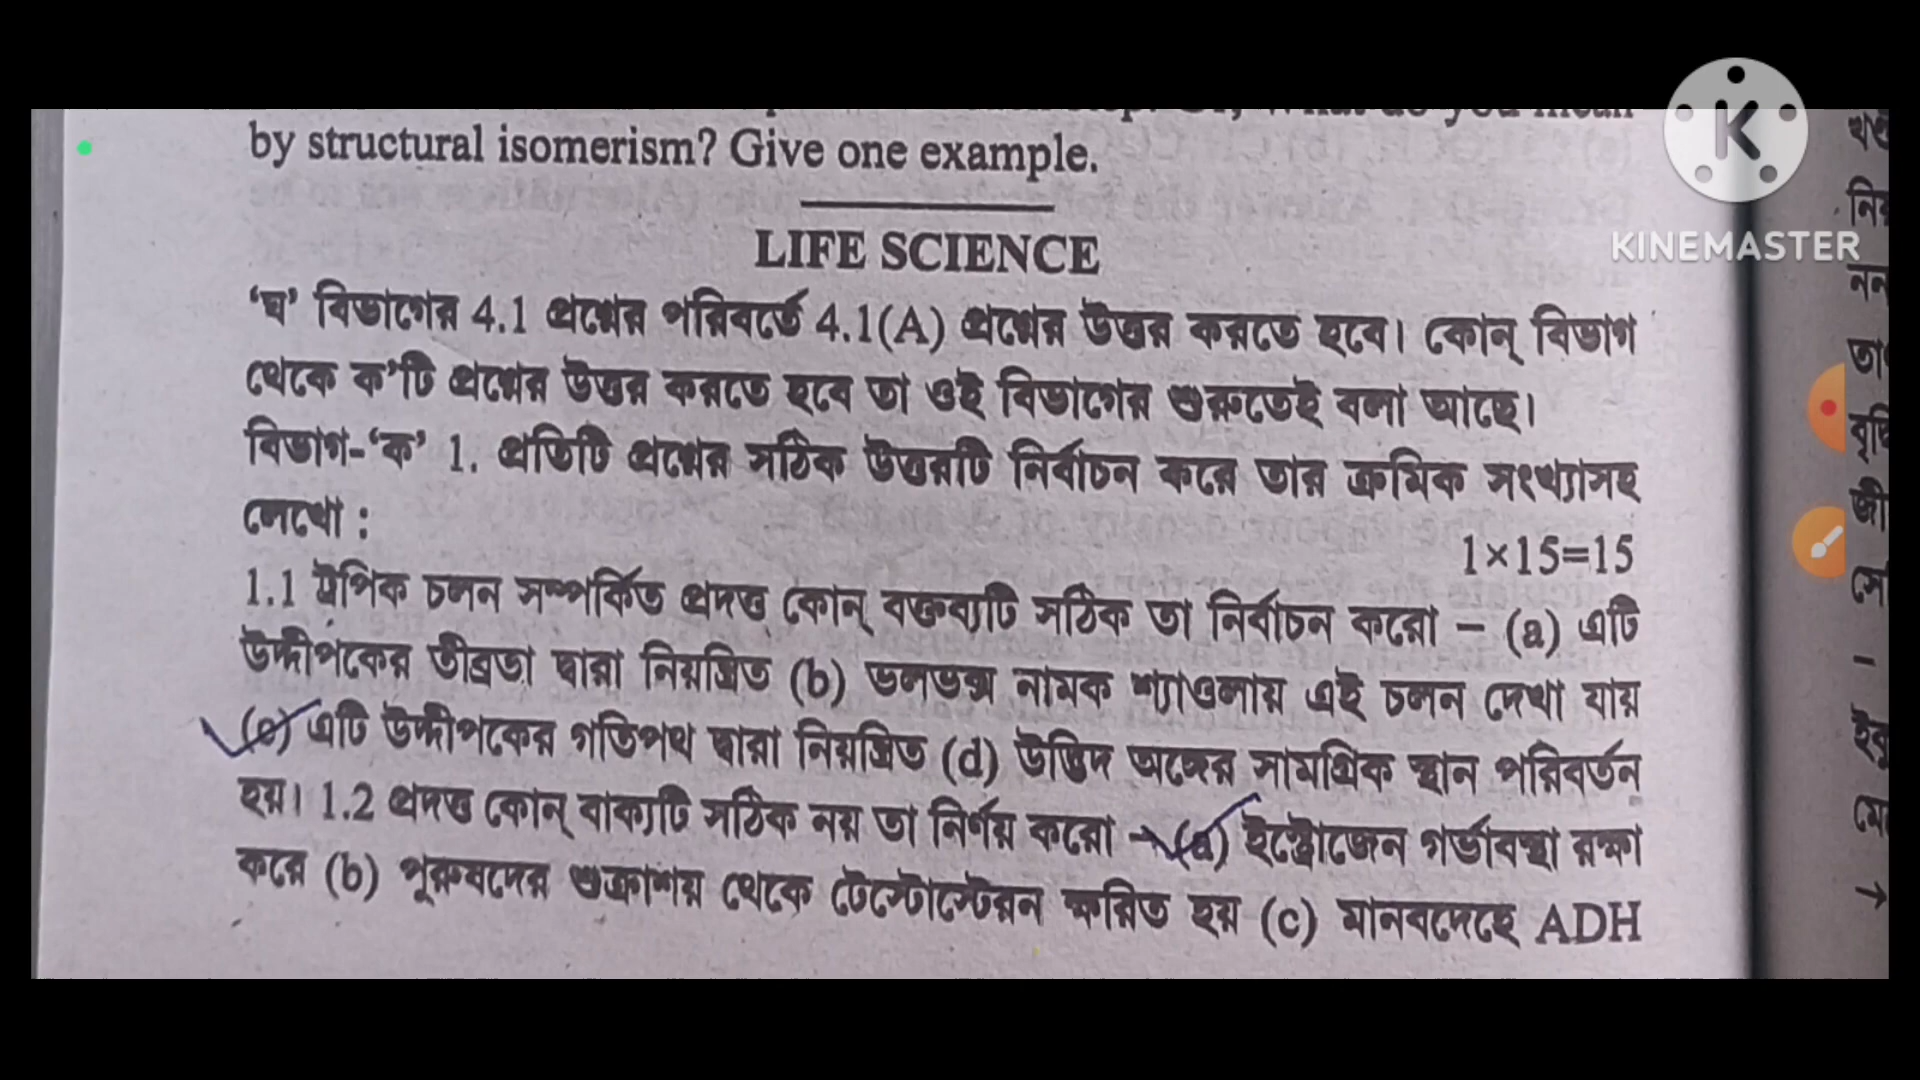 by structural isomerism? Give one example.
LIFE SCIENCE
KINEMASTER
‘ঘ’ বিভাগের 4.1 প্রশ্নের পরিবর্তে 4.1(A) প্রশ্নের উত্তর করতে হবে। কোন্ বিভাগ
থেকে ক’টি প্রশ্নের উত্তর করতে হবে তা ওই বিভাগের শুরুতেই বলা আছে।
বিভাগ-‘ক’ 1. প্রতিটি প্রশ্নের সঠিক উত্তরটি নির্বাচন করে তার ক্রমিক সংখ্যাসহ
লেখো :
1×15=15
1.1 ট্রপিক চলন সম্পর্কিত প্রদত্ত কোন্ বক্তব্যটি সঠিক তা নির্বাচন করো – (a) এটি
উদ্দীপকের তীব্রতা দ্বারা নিয়ন্ত্রিত (b) ভলভক্স নামক শ্যাওলায় এই চলন দেখা যায়
(c) এটি উদ্দীপকের গতিপথ দ্বারা নিয়ন্ত্রিত (d) উদ্ভিদ অঙ্গের সামগ্রিক স্থান পরিবর্তন
হয়। 1.2 প্রদত্ত কোন্ বাক্যটি সঠিক নয় তা নির্ণয় করো – (a) ইস্ট্রোজেন গর্ভাবস্থা রক্ষা
করে (b) পুরুষদের শুক্রাশয় থেকে টেস্টোস্টেরন ক্ষরিত হয় (c) মানবদেহে ADH